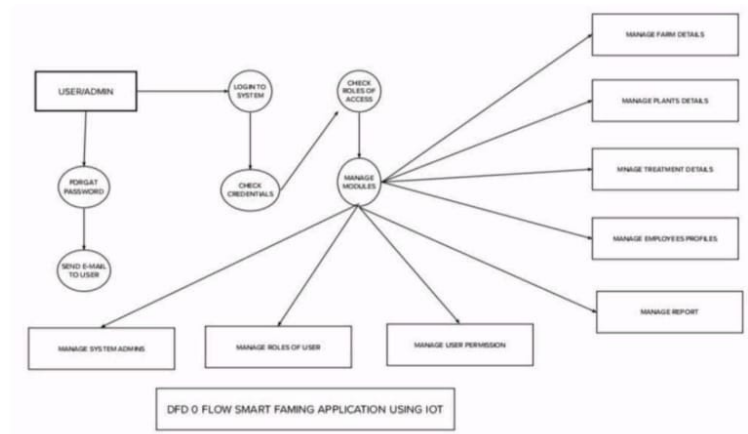 MANAGE FARM DETAILS
USER/ADMIN
LOGIN TO
SYSTEM
CHECK
ROLES OF
ACCESS
MANAGE PLANTS DETAILS
FORGAT
PASSWORD
CHECK
CREDENTIALS
MANAGE
MODULES
MNAGE TREATMENT DETAILS
MANAGE EMPLOYEES PROFILES
SEND E-MAIL
TO USER
MANAGE REPORT
MANAGE SYSTEM ADMINS
MANAGE ROLES OF USER
MANAGE USER PERMISSION
DFD 0 FLOW SMART FAMING APPLICATION USING IOT